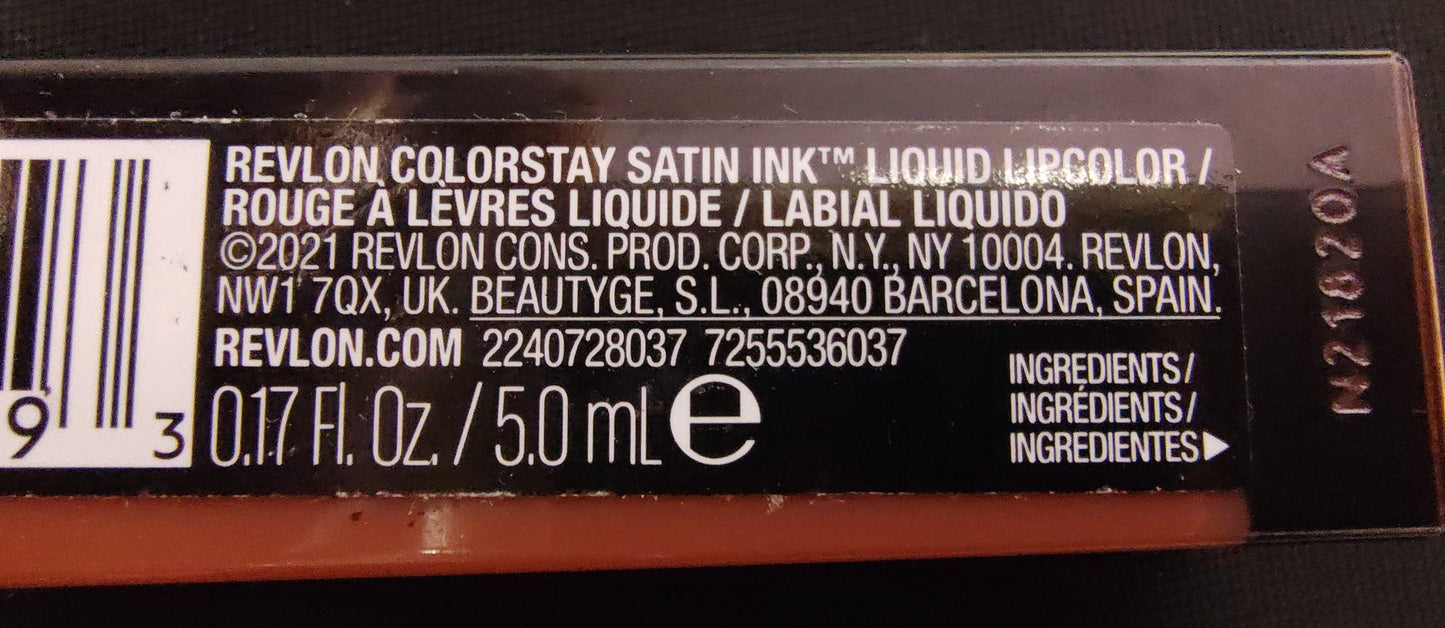 REVLON COLORSTAY SATIN INK™ LIQUID LIPCOLOR /
ROUGE À LÈVRES LIQUIDE / LABIAL LIQUIDO
©2021 REVLON CONS. PROD. CORP., N.Y., NY 10004. REVLON,
NW1 7QX, UK. BEAUTYGE, S.L., 08940 BARCELONA, SPAIN.
REVLON.COM 2240728037 7255536037
0.17 Fl. Oz. / 5.0 mL e
INGREDIENTS /
INGRÉDIENTS /
INGREDIENTES
9 3
N21820A